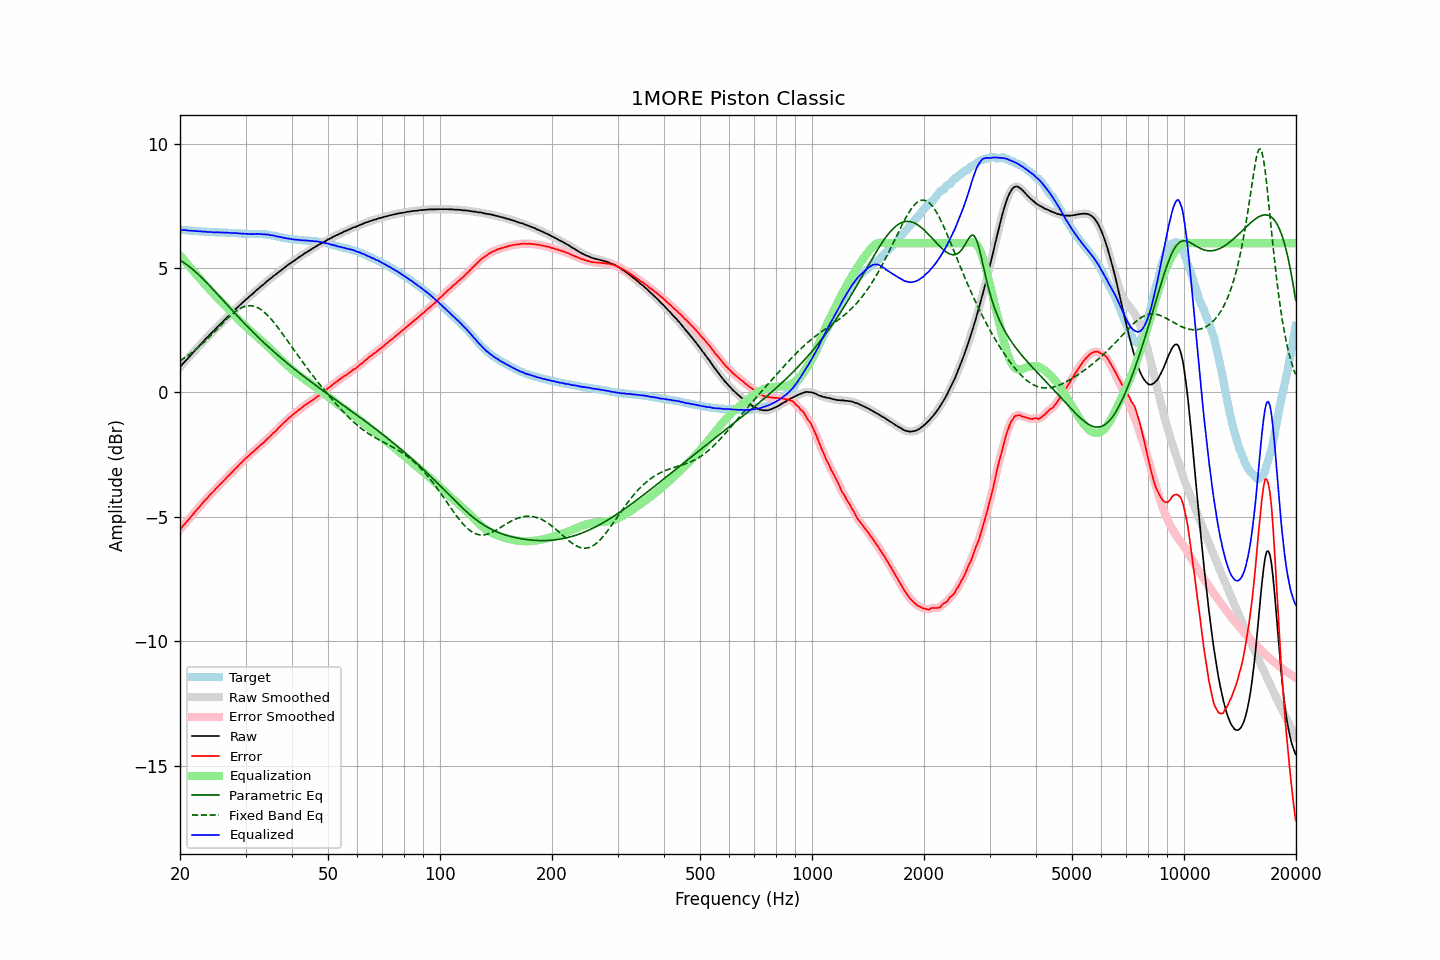 1MORE Piston Classic
Amplitude (dBr)
10
5
0
−5
−10
−15
Target
Raw Smoothed
Error Smoothed
Raw
Error
Equalization
Parametric Eq
Fixed Band Eq
Equalized
20 50 100 200 500 1000 2000 5000 10000 20000
Frequency (Hz)